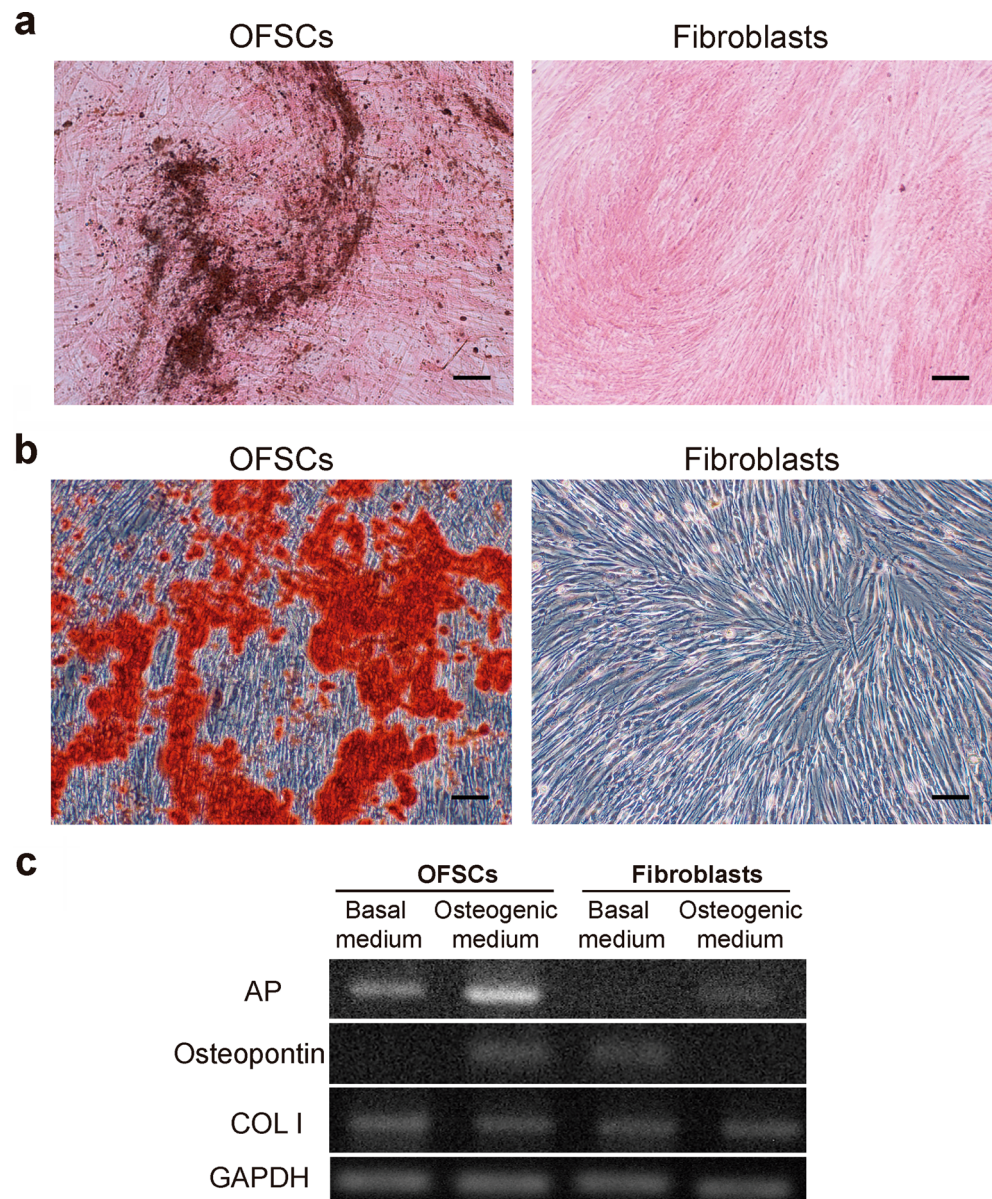 a
OFSCs Fibroblasts
b
OFSCs Fibroblasts
c
OFSCs Fibroblasts
Basal medium Osteogenic medium Basal medium Osteogenic medium
AP
Osteopontin
COL I
GAPDH